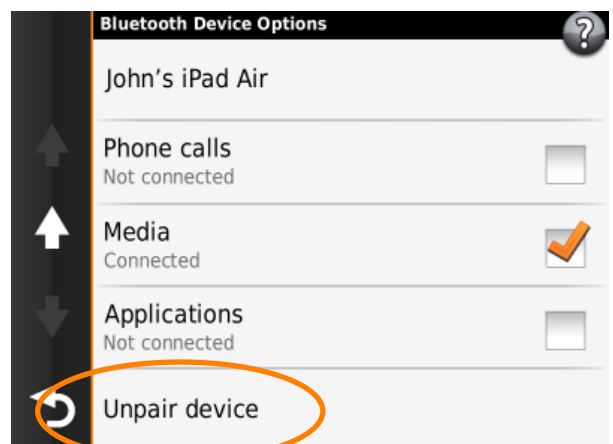 Bluetooth Device Options
?
John’s iPad Air
Phone calls
Not connected
Media
Connected
Applications
Not connected
Unpair device